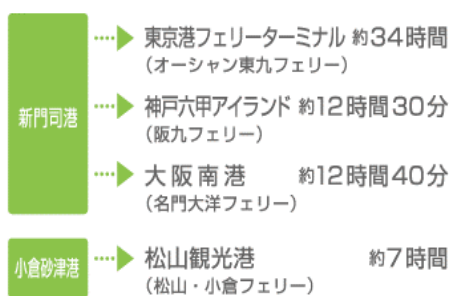 新門司港
東京港フェリーターミナル 約34時間
（オーシャン東九フェリー）
神戸六甲アイランド 約12時間30分
（阪九フェリー）
大阪南港 約12時間40分
（名門大洋フェリー）
小倉砂津港
松山観光港 約7時間
（松山・小倉フェリー）